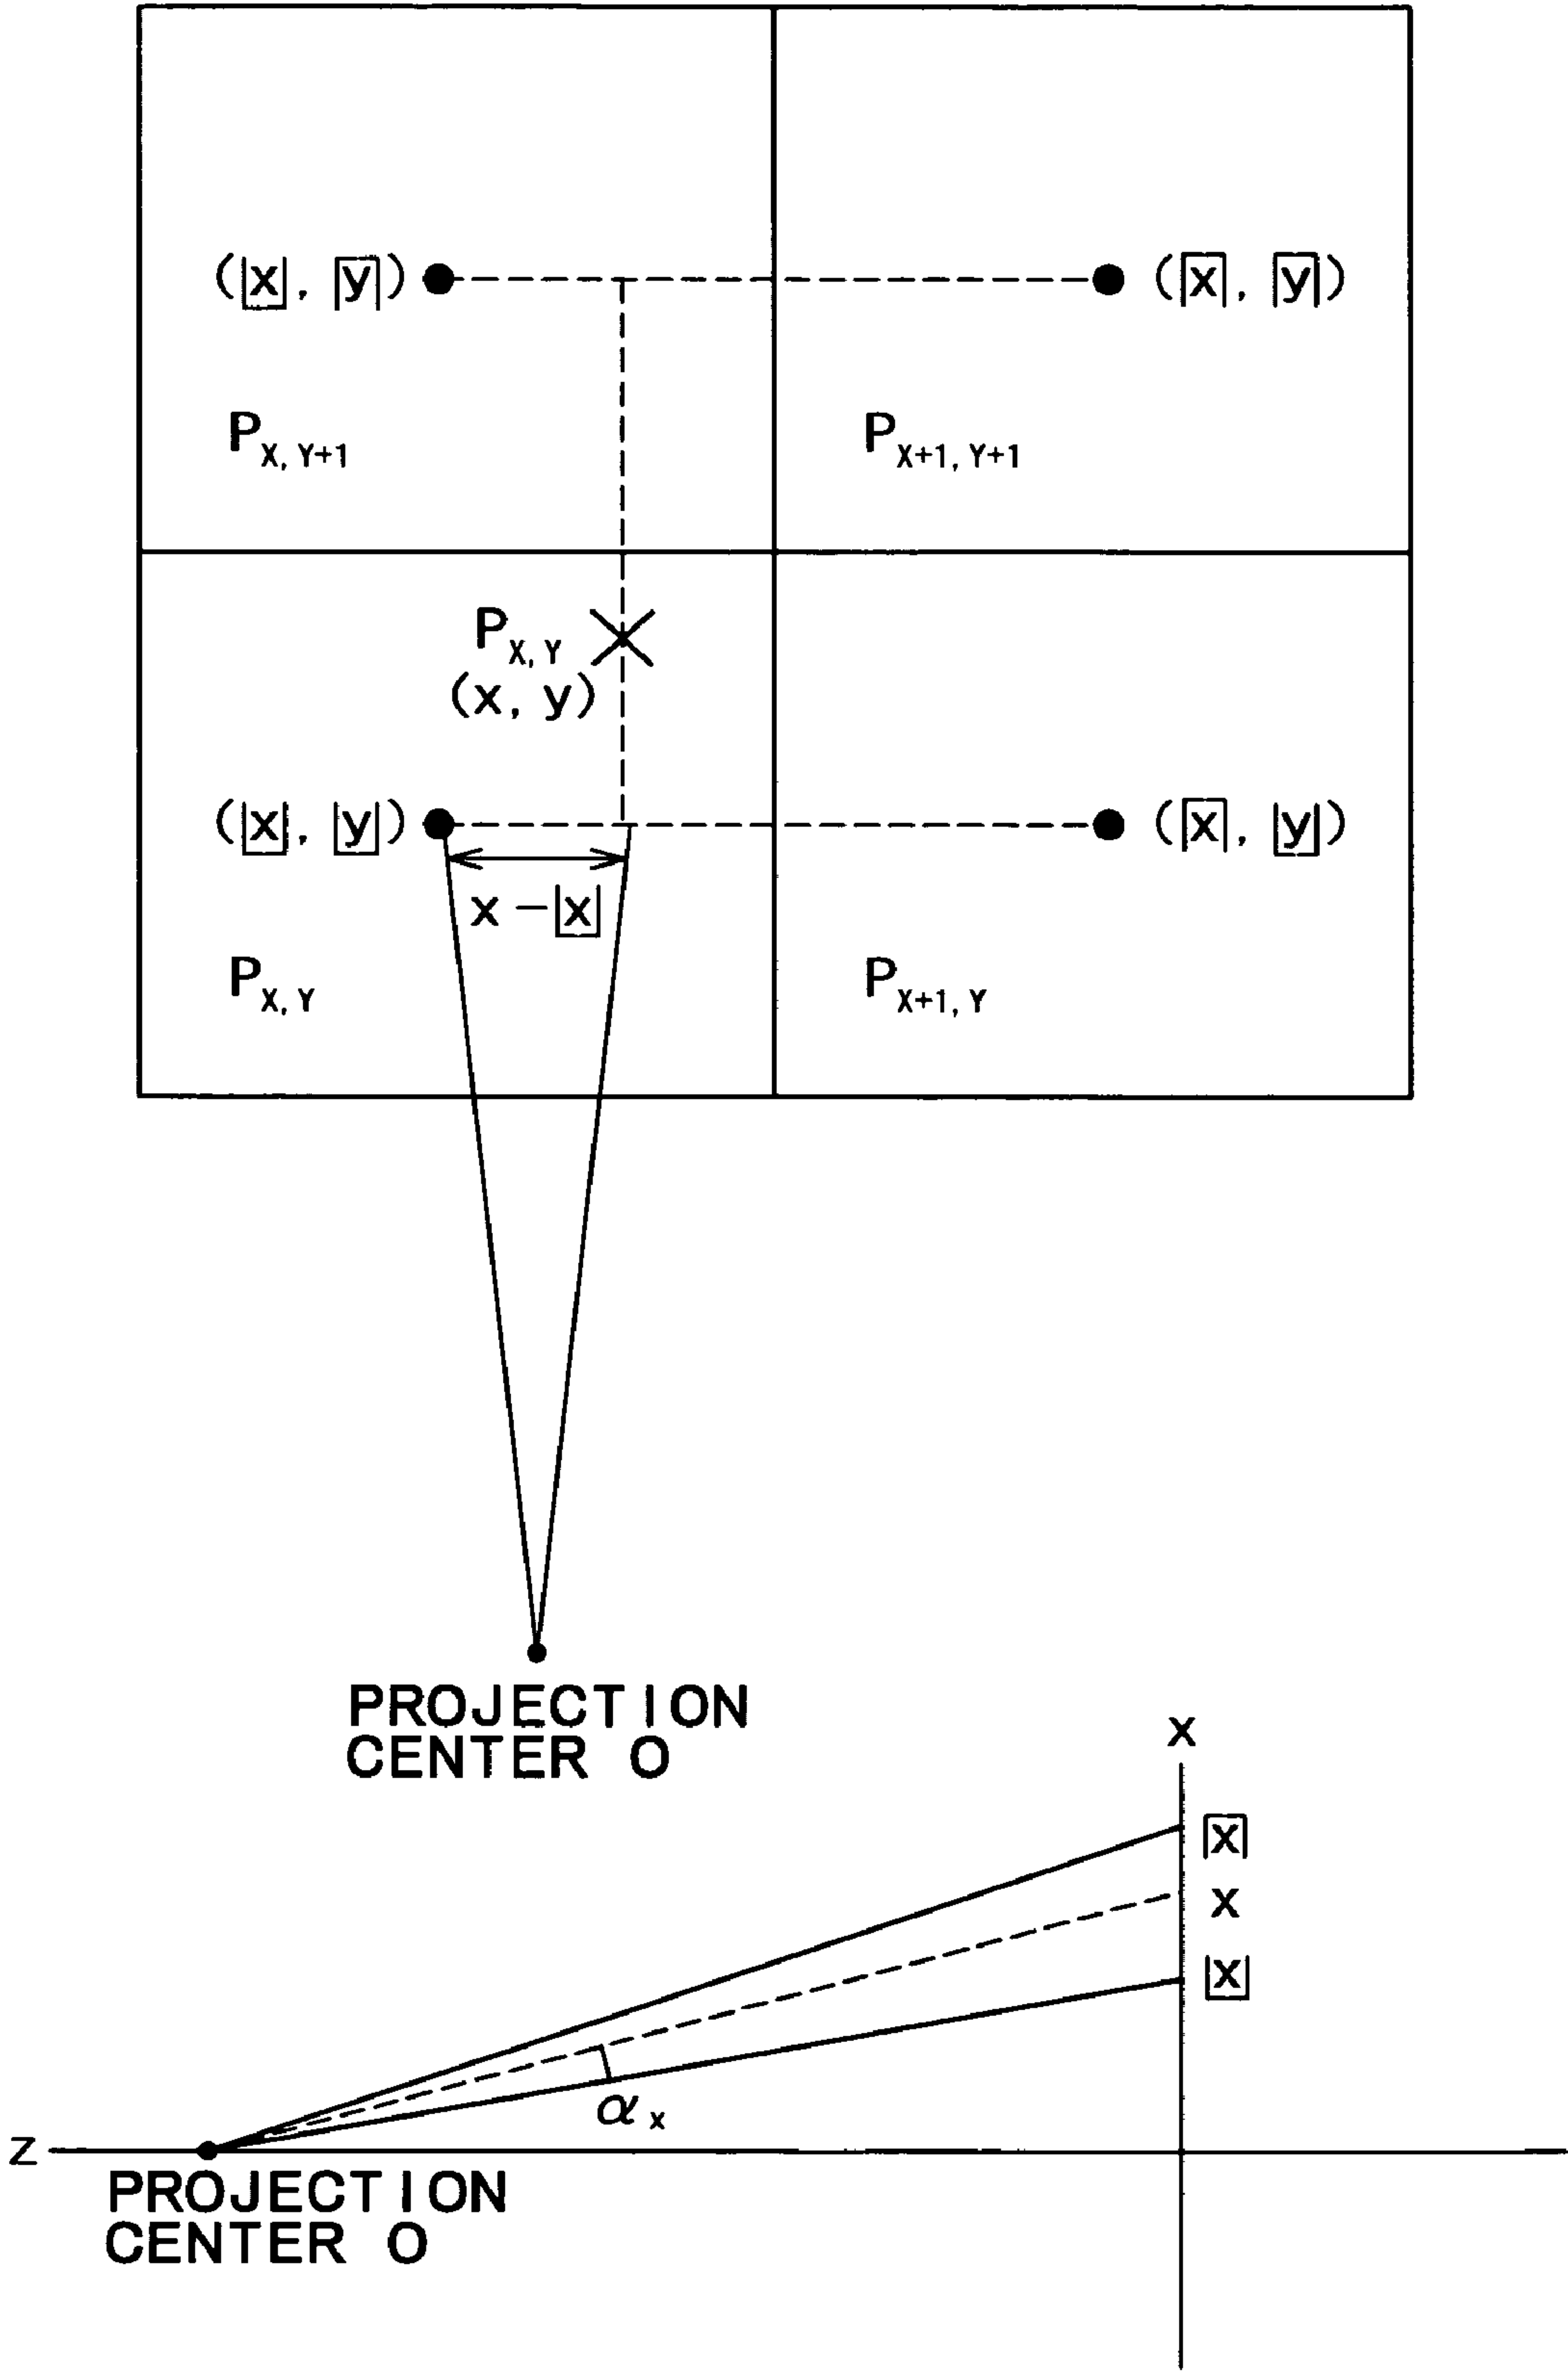 (⌊x⌋, ⌈y⌉)
(⌈x⌉, ⌈y⌉)
P X, Y+1
P X+1, Y+1
P X, Y
(x, y)
(⌊x⌋, ⌊y⌋)
(⌈x⌉, ⌊y⌋)
x − ⌊x⌋
P X, Y
P X+1, Y
PROJECTION
CENTER O
x
⌈x⌉
x
⌊x⌋
α x
z
PROJECTION
CENTER O